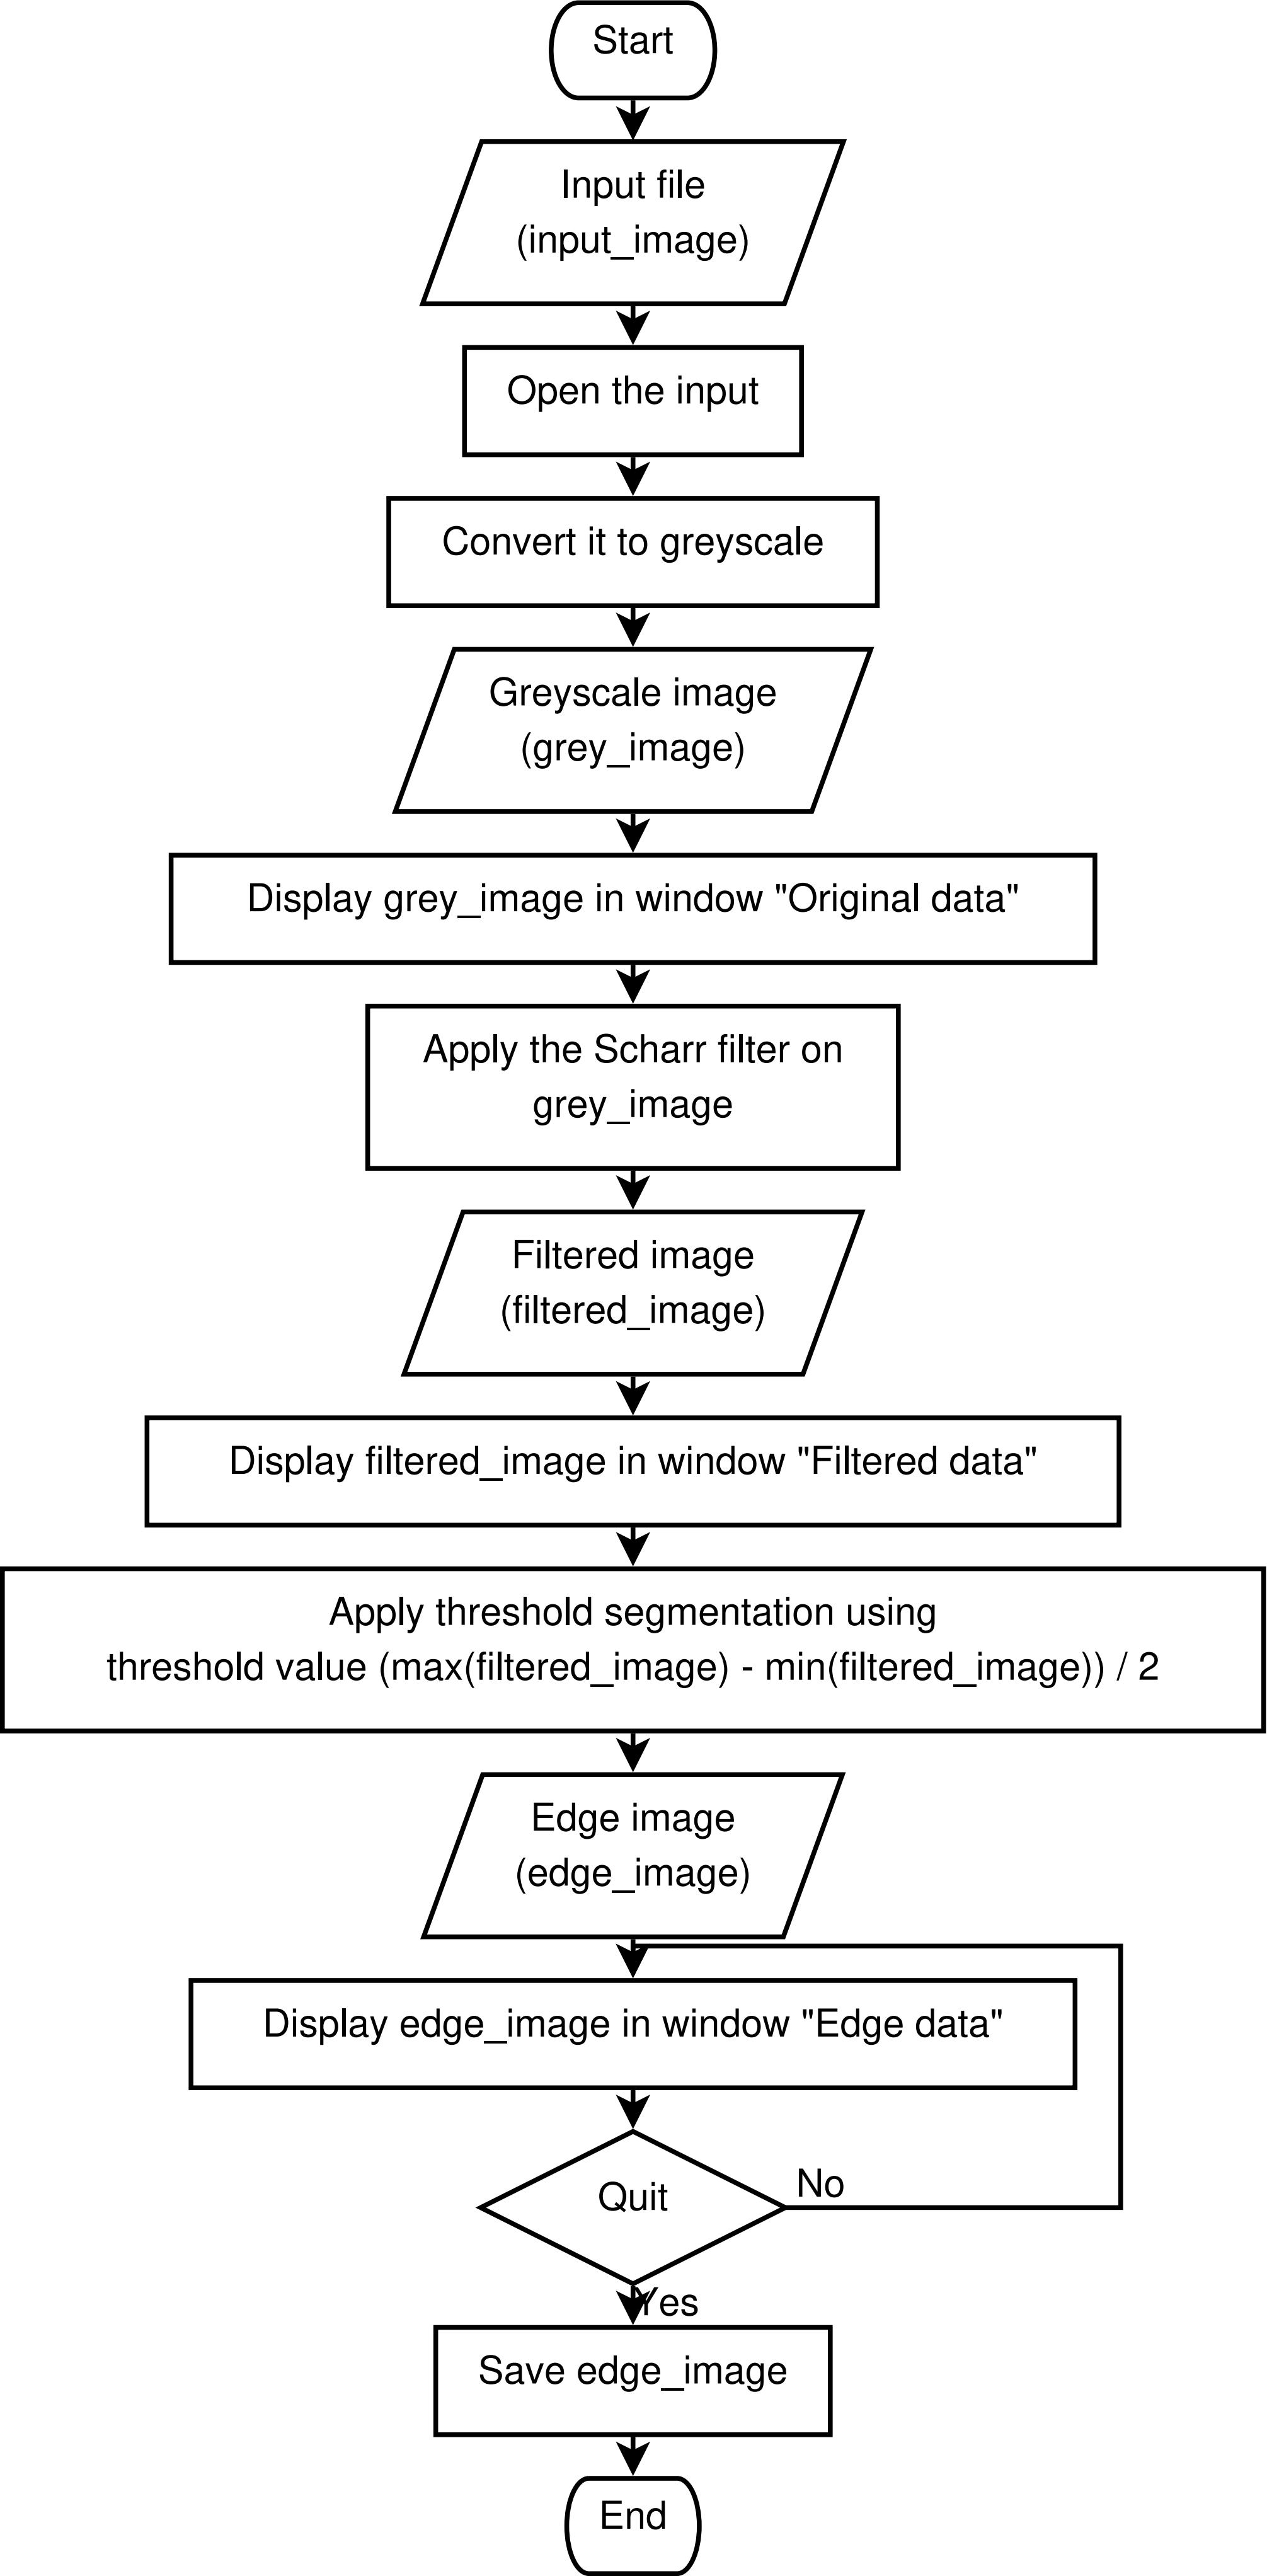 Start
Input file
(input_image)
Open the input
Convert it to greyscale
Greyscale image
(grey_image)
Display grey_image in window "Original data"
Apply the Scharr filter on
grey_image
Filtered image
(filtered_image)
Display filtered_image in window "Filtered data"
Apply threshold segmentation using
threshold value (max(filtered_image) - min(filtered_image)) / 2
Edge image
(edge_image)
Display edge_image in window "Edge data"
Quit
No
Yes
Save edge_image
End